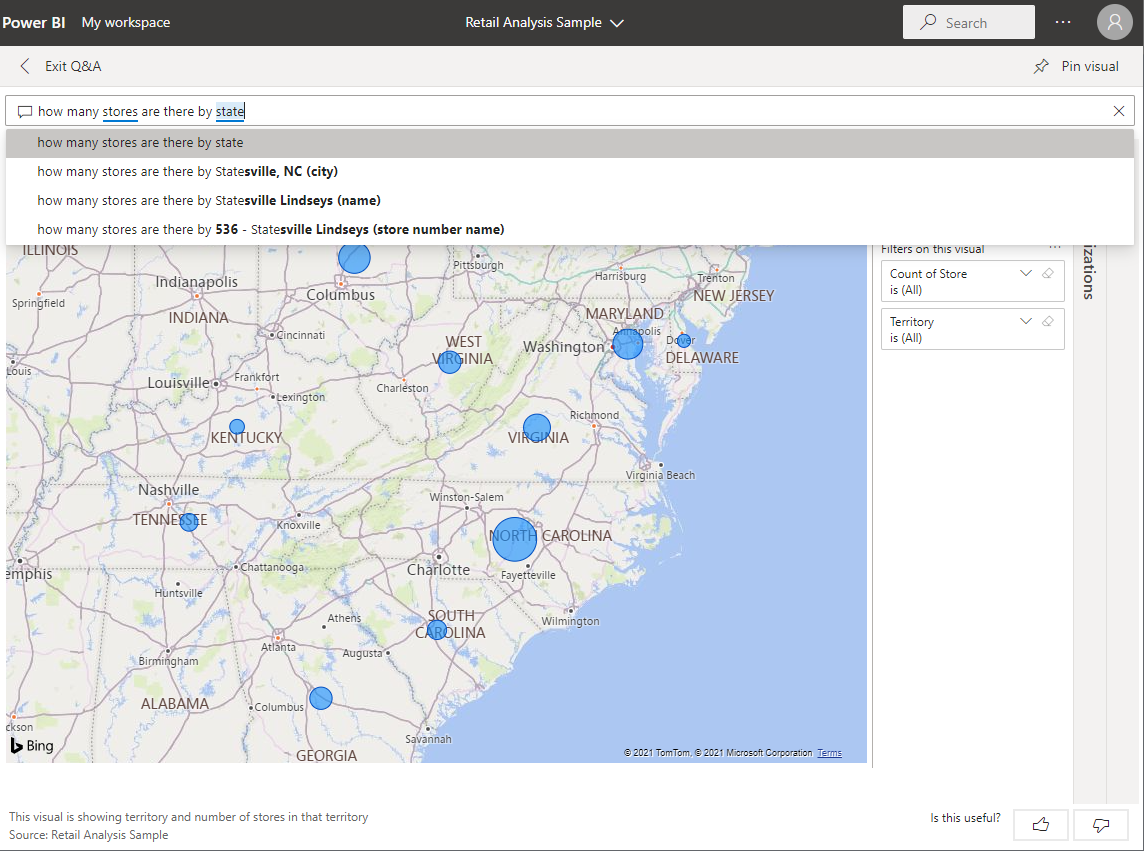 Power BI My workspace Retail Analysis Sample Search ...
Exit Q&A Pin visual
how many stores are there by state
how many stores are there by state
how many stores are there by Statesville, NC (city)
how many stores are there by Statesville Lindseys (name)
how many stores are there by 536 - Statesville Lindseys (store number name)
ILLINOIS
Pittsburgh
Harrisburg
Trenton
Indianapolis
Columbus
NEW JERSEY
Springfield
INDIANA
MARYLAND
Cincinnati
Annapolis
WEST
VIRGINIA
Washington
Dover
DELAWARE
Louis
Louisville
Frankfort
Charleston
Lexington
Richmond
KENTUCKY
VIRGINIA
Virginia Beach
Nashville
Winston-Salem
TENNESSEE
Knoxville
NORTH CAROLINA
emphis
Chattanooga
Charlotte
Fayetteville
Huntsville
Athens
SOUTH
CAROLINA
Wilmington
Atlanta
Augusta
Birmingham
ALABAMA
Columbus
ckson
Savannah
Bing
GEORGIA
© 2021 TomTom, © 2021 Microsoft Corporation Terms
Filters on this visual ...
Count of Store
is (All)
Territory
is (All)
izations
This visual is showing territory and number of stores in that territory
Source: Retail Analysis Sample
Is this useful?